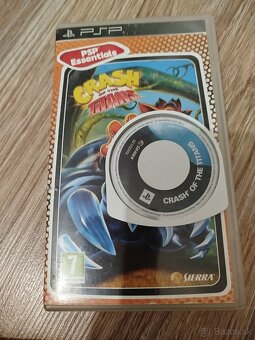 PSP
PSP
Essentials
CRASH
OF THE
TITANS
CRASH OF THE TITANS
7
SIERRA